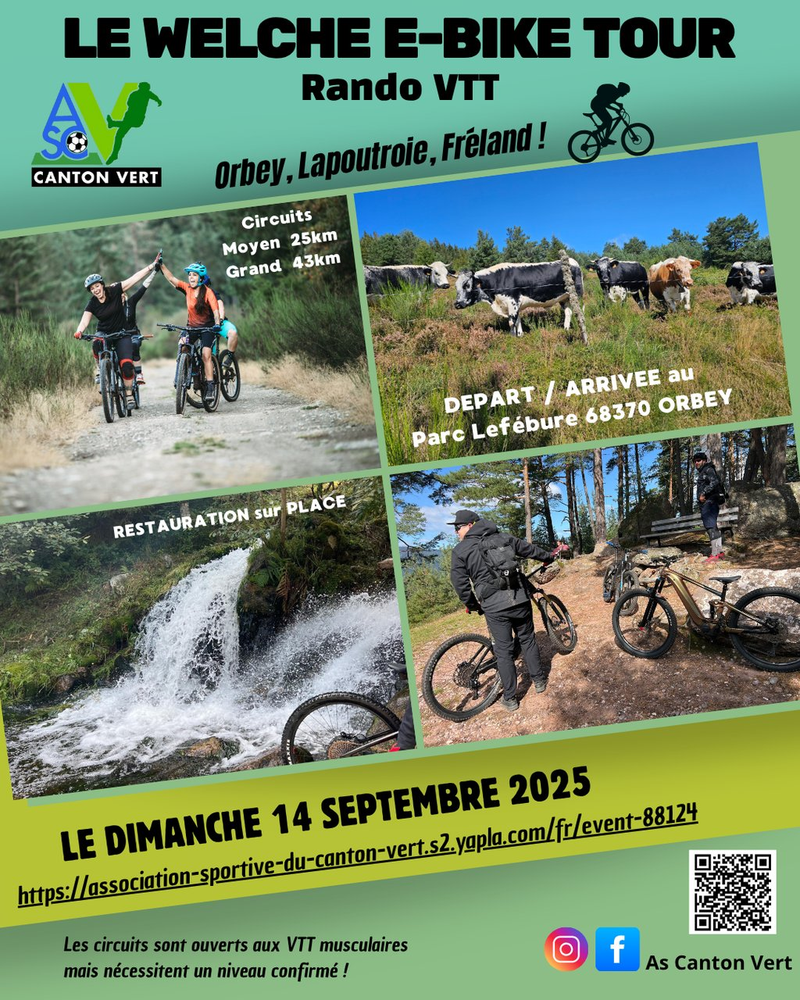 LE WELCHE E-BIKE TOUR
Rando VTT
ASC V
CANTON VERT
Orbey, Lapoutroie, Fréland !
Circuits
Moyen 25km
Grand 43km
DEPART / ARRIVEE au
Parc Lefébure 68370 ORBEY
RESTAURATION sur PLACE
LE DIMANCHE 14 SEPTEMBRE 2025
https://association-sportive-du-canton-vert.s2.yapla.com/fr/event-88124
Les circuits sont ouverts aux VTT musculaires
mais nécessitent un niveau confirmé !
As Canton Vert